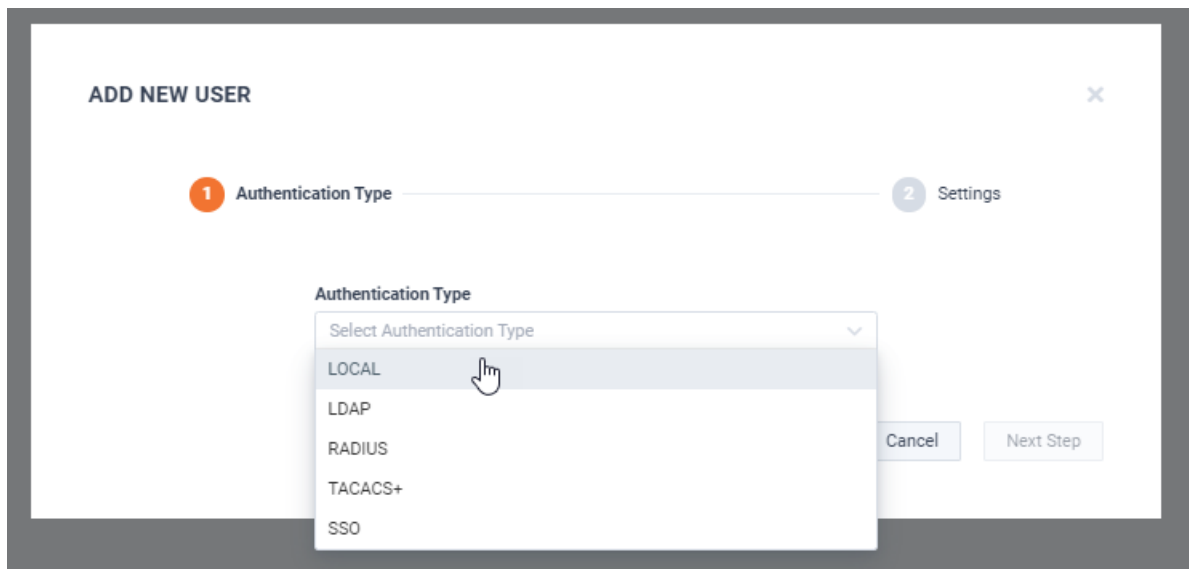 ADD NEW USER ×
1 Authentication Type 2 Settings
Authentication Type
Select Authentication Type
LOCAL
LDAP
RADIUS
Cancel Next Step
TACACS+
SSO